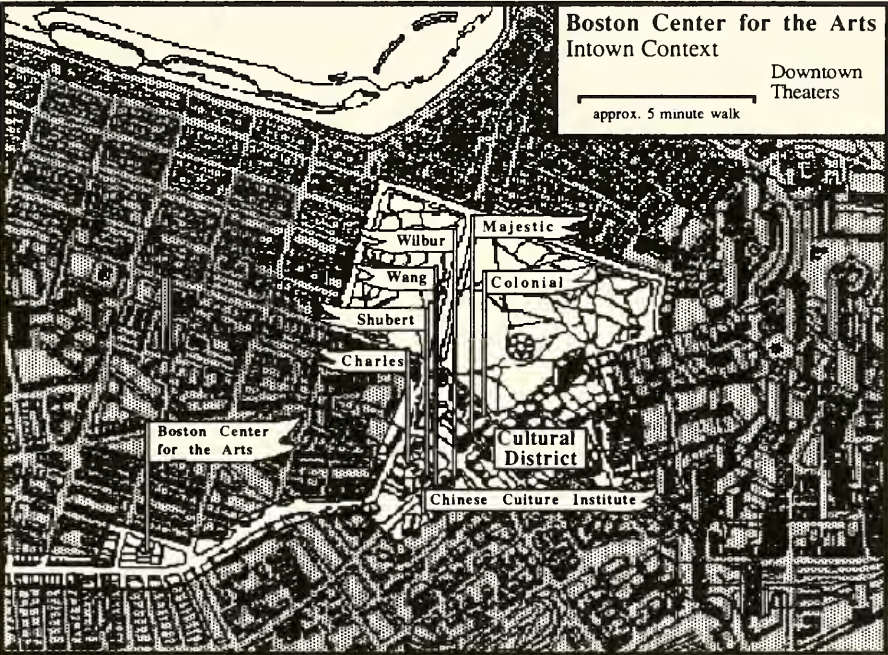 Boston Center for the Arts
Intown Context
Downtown
Theaters
approx. 5 minute walk
Majestic
Wilbur
Wang
Colonial
Shubert
Charles
Boston Center
for the Arts
Cultural
District
Chinese Culture Institute